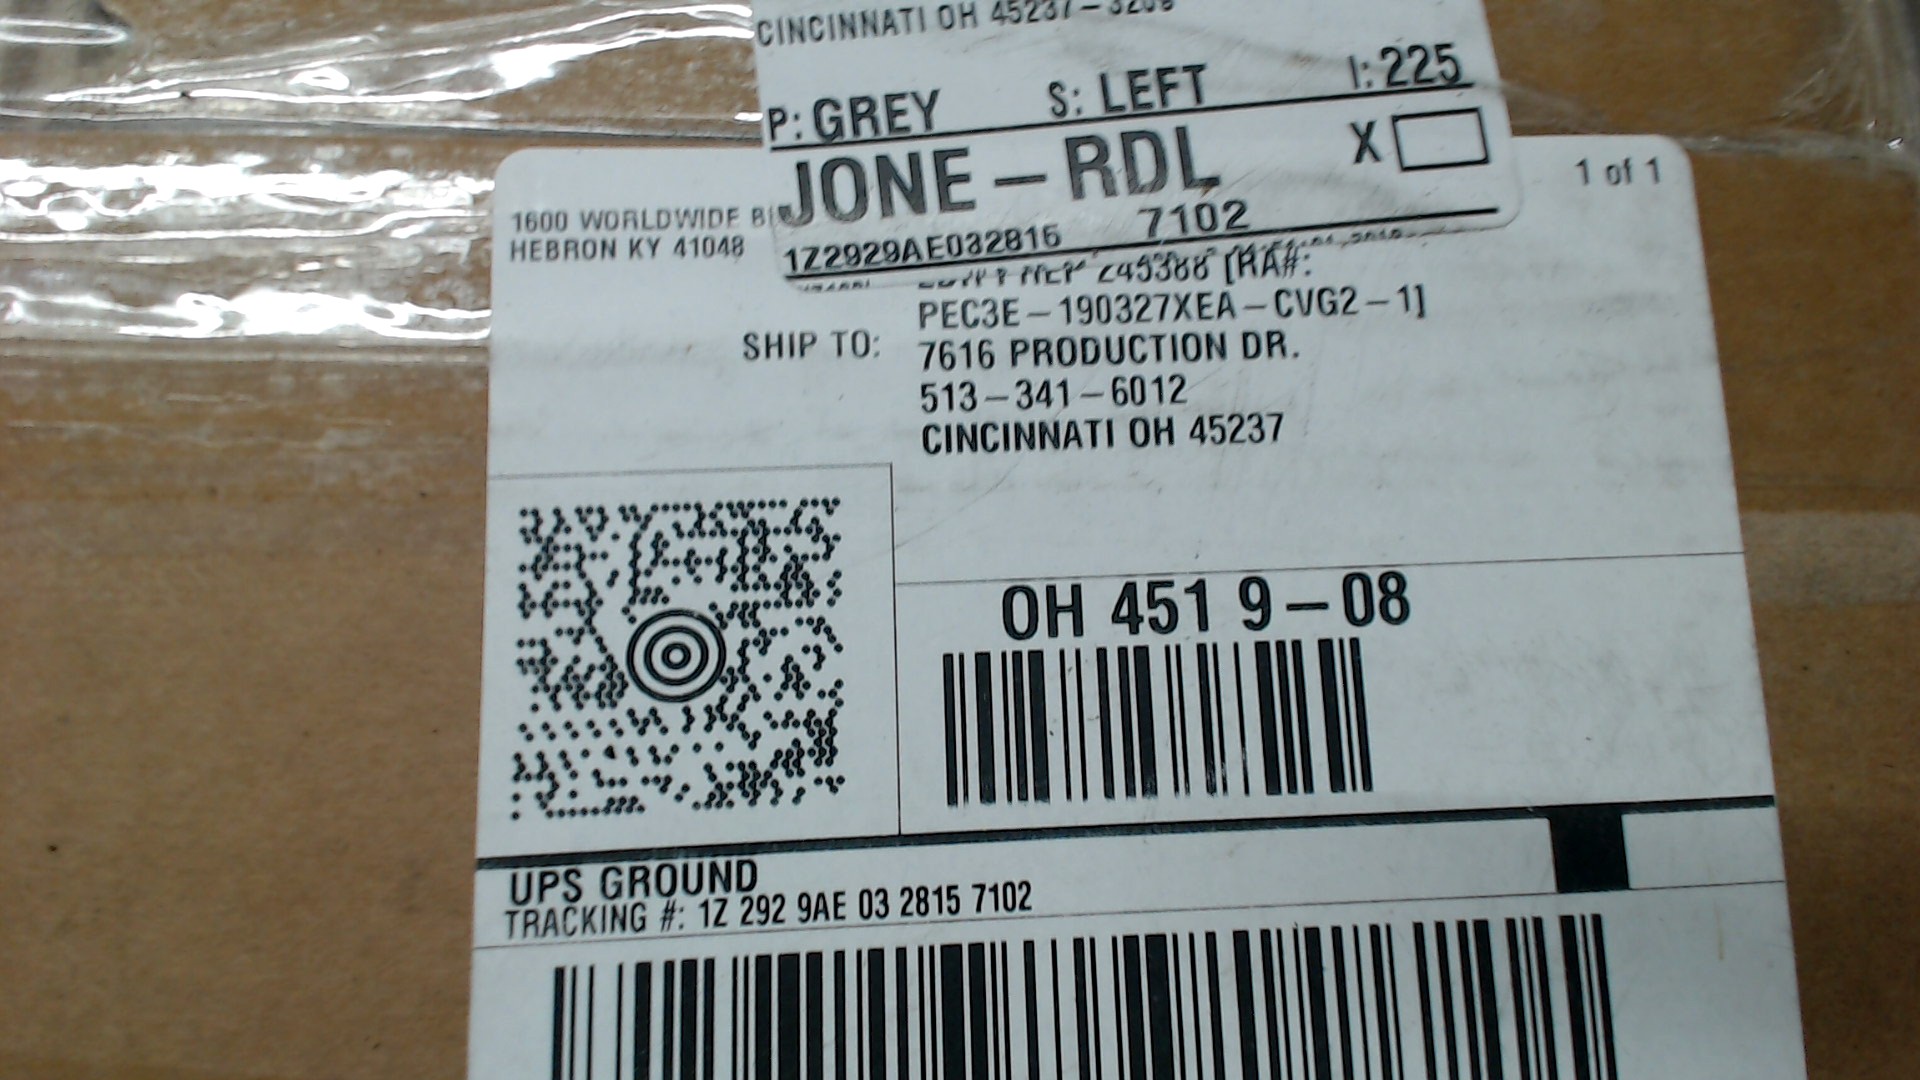 CINCINNATI OH 45237-3206
P: GREY S: LEFT I: 225
JONE-RDL X
1Z2929AE032815 7102
1 of 1
1600 WORLDWIDE
HEBRON KY 41048
[RA#:
PEC3E-190327XEA-CVG2-1]
SHIP TO: 7616 PRODUCTION DR.
513-341-6012
CINCINNATI OH 45237
OH 451 9-08
UPS GROUND
TRACKING #: 1Z 292 9AE 03 2815 7102